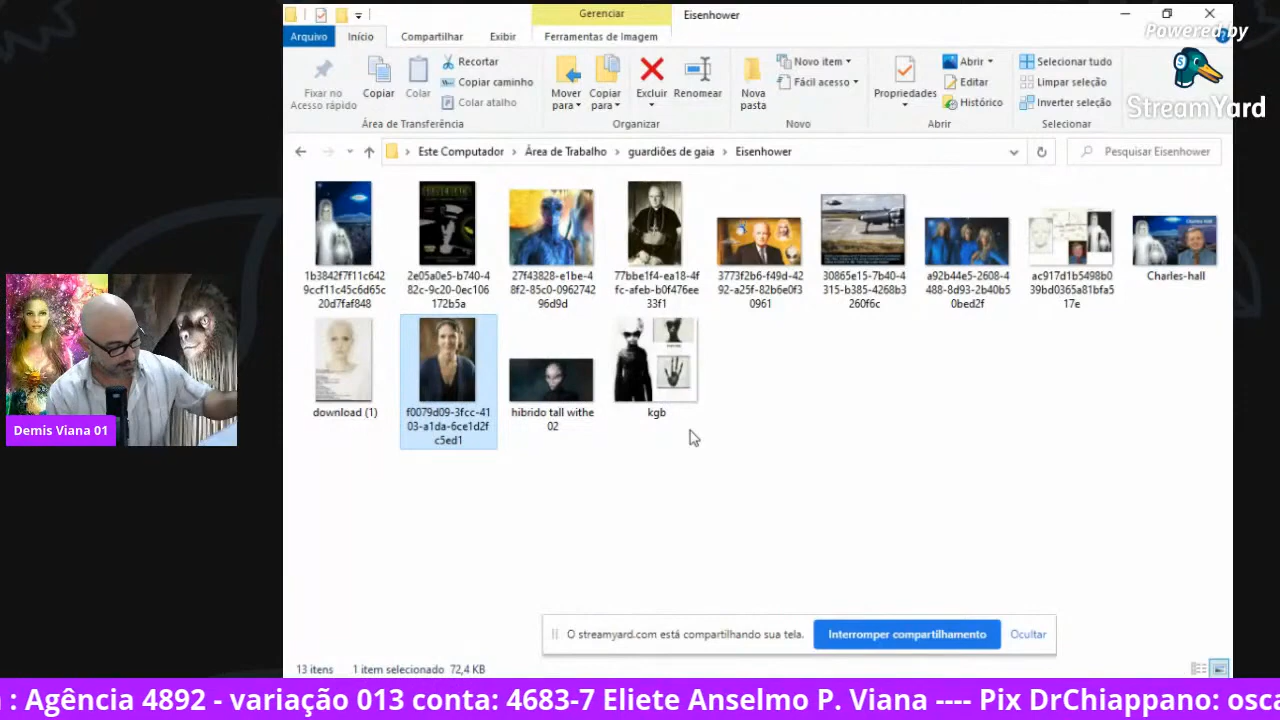 Gerenciar
Eisenhower
Powered by
StreamYard
Arquivo Início Compartilhar Exibir Ferramentas de Imagem
Fixar no Acesso rápido
Copiar
Colar
Recortar
Copiar caminho
Colar atalho
Área de Transferência
Mover para
Copiar para
Excluir
Renomear
Organizar
Nova pasta
Novo item
Fácil acesso
Novo
Propriedades
Abrir
Editar
Histórico
Abrir
Selecionar tudo
Limpar seleção
Inverter seleção
Selecionar
Este Computador > Área de Trabalho > guardiões de gaia > Eisenhower
Pesquisar Eisenhower
1b3842f7f11c642
9ccff11c45c6d65c
20d7faf848
2e05a0e5-b740-4
82c-9c20-0ec106
172b5a
27f43828-e1be-4
8f2-85c0-0962742
96d9d
77bbe1f4-ea18-4f
fc-afeb-b0f476ee
33f1
3773f2b6-f49d-42
92-a25f-82b6e0f3
0961
30865e15-7b40-4
315-b385-4268b3
260f6c
a92b44e5-2608-4
488-8d93-2b40b5
0bed2f
ac917d1b5498b0
39bd0365a81bfa5
17e
Charles-hall
download (1)
f0079d09-3fcc-41
03-a1da-6ce1d2f
c5ed1
hibrido tall withe
02
kgb
Demis Viana 01
O streamyard.com está compartilhando sua tela.
Interromper compartilhamento
Ocultar
13 itens 1 item selecionado 72,4 KB
: Agência 4892 - variação 013 conta: 4683-7 Eliete Anselmo P. Viana ---- Pix DrChiappano: osca